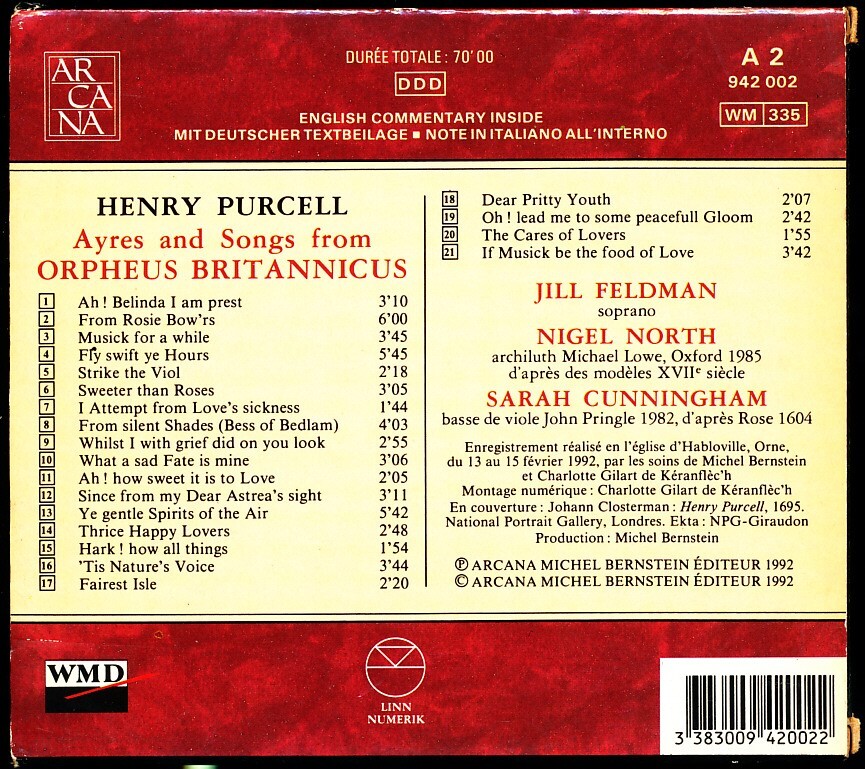 AR
CA
NA
DURÉE TOTALE : 70' 00
DDD
ENGLISH COMMENTARY INSIDE
MIT DEUTSCHER TEXTBEILAGE ■ NOTE IN ITALIANO ALL'INTERNO
A 2
942 002
WM 335
HENRY PURCELL
Ayres and Songs from
ORPHEUS BRITANNICUS
1 Ah ! Belinda I am prest 3'10
2 From Rosie Bow'rs 6'00
3 Musick for a while 3'45
4 Fly swift ye Hours 5'45
5 Strike the Viol 2'18
6 Sweeter than Roses 3'05
7 I Attempt from Love's sickness 1'44
8 From silent Shades (Bess of Bedlam) 4'03
9 Whilst I with grief did on you look 2'55
10 What a sad Fate is mine 3'06
11 Ah ! how sweet it is to Love 2'05
12 Since from my Dear Astrea's sight 3'11
13 Ye gentle Spirits of the Air 5'42
14 Thrice Happy Lovers 2'48
15 Hark ! how all things 1'54
16 'Tis Nature's Voice 3'44
17 Fairest Isle 2'20
18 Dear Pritty Youth 2'07
19 Oh ! lead me to some peacefull Gloom 2'42
20 The Cares of Lovers 1'55
21 If Musick be the food of Love 3'42
JILL FELDMAN
soprano
NIGEL NORTH
archiluth Michael Lowe, Oxford 1985
d'après des modèles XVIIe siècle
SARAH CUNNINGHAM
basse de viole John Pringle 1982, d'après Rose 1604
Enregistrement réalisé en l'église d'Habloville, Orne,
du 13 au 15 février 1992, par les soins de Michel Bernstein
et Charlotte Gilart de Kéranflèc'h
Montage numérique : Charlotte Gilart de Kéranflèc'h
En couverture : Johann Closterman : Henry Purcell, 1695.
National Portrait Gallery, Londres. Ekta : NPG-Giraudon
Production : Michel Bernstein
℗ ARCANA MICHEL BERNSTEIN ÉDITEUR 1992
© ARCANA MICHEL BERNSTEIN ÉDITEUR 1992
WMD
LINN
NUMERIK
3 383009 420022